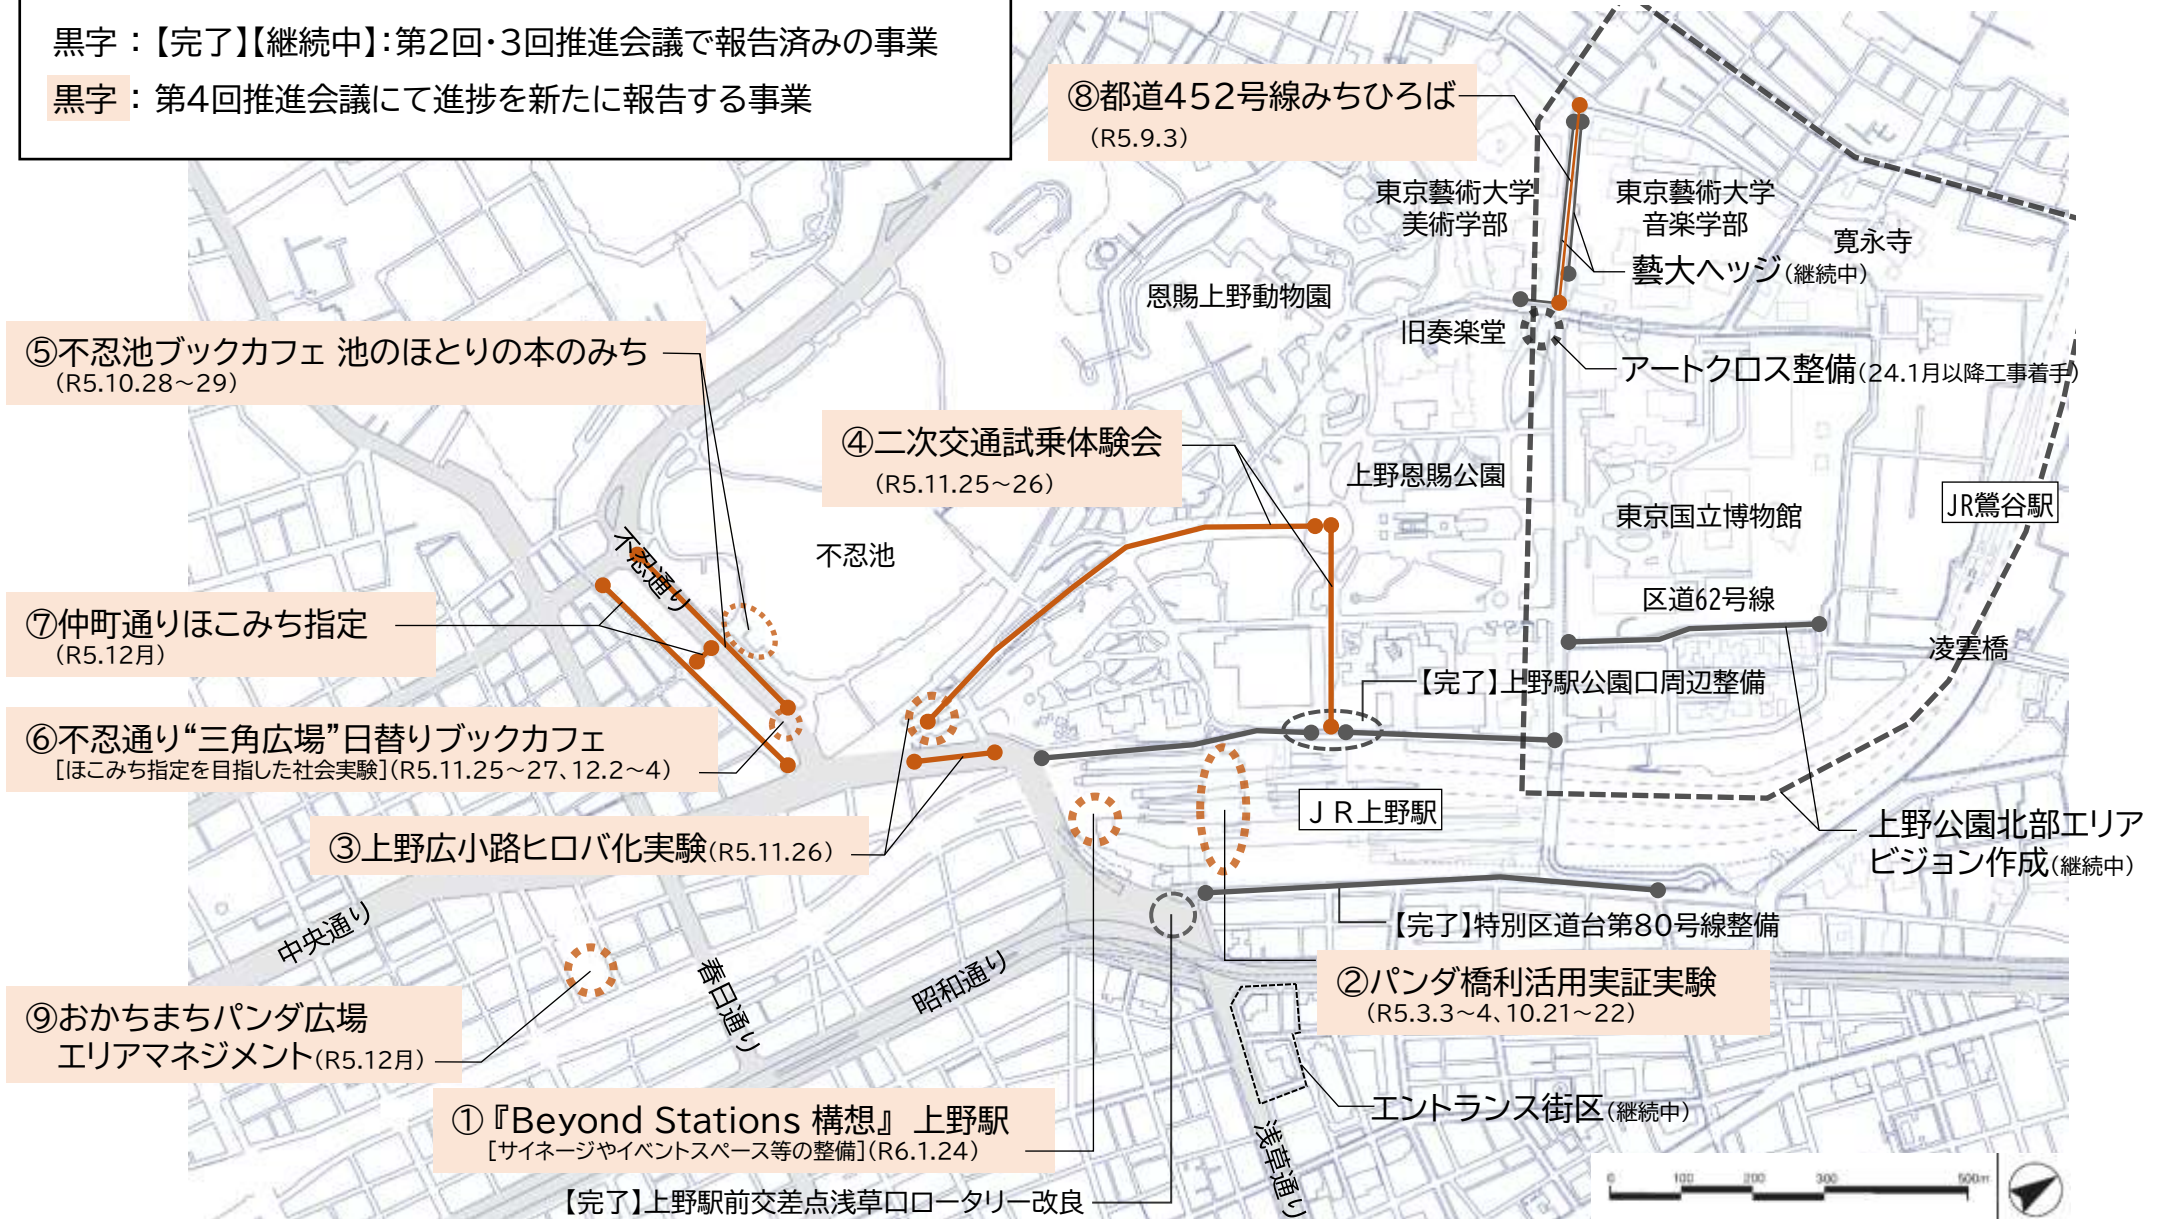 黒字：【完了】【継続中】：第2回・3回推進会議で報告済みの事業
黒字：第4回推進会議にて進捗を新たに報告する事業
⑧都道452号線みちひろば
（R5.9.3）
東京藝術大学
美術学部
東京藝術大学
音楽学部
寛永寺
藝大ヘッジ（継続中）
恩賜上野動物園
旧奏楽堂
アートクロス整備（24.1月以降工事着手）
⑤不忍池ブックカフェ 池のほとりの本のみち
（R5.10.28～29）
④二次交通試乗体験会
（R5.11.25～26）
上野恩賜公園
東京国立博物館
JR鶯谷駅
不忍通り
不忍池
⑦仲町通りほこみち指定
（R5.12月）
区道62号線
凌雲橋
【完了】上野駅公園口周辺整備
⑥不忍通り“三角広場”日替りブックカフェ
［ほこみち指定を目指した社会実験］（R5.11.25～27、12.2～4）
ＪＲ上野駅
③上野広小路ヒロバ化実験（R5.11.26）
上野公園北部エリア
ビジョン作成（継続中）
【完了】特別区道台第80号線整備
中央通り
春日通り
昭和通り
②パンダ橋利活用実証実験
（R5.3.3～4、10.21～22）
⑨おかちまちパンダ広場
エリアマネジメント（R5.12月）
①『Beyond Stations 構想』 上野駅
［サイネージやイベントスペース等の整備］（R6.1.24）
エントランス街区（継続中）
浅草通り
【完了】上野駅前交差点浅草口ロータリー改良
0 100 200 300 500m